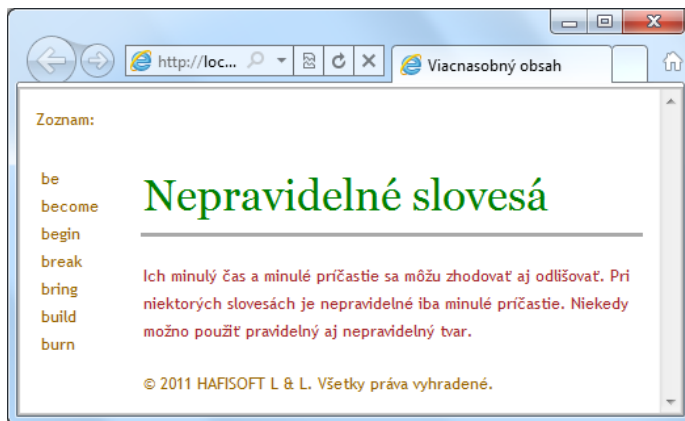 http://loc...
Viacnasobný obsah
Zoznam:
be
become
begin
break
bring
build
burn
Nepravidelné slovesá
Ich minulý čas a minulé príčastie sa môžu zhodovať aj odlišovať. Pri
niektorých slovesách je nepravidelné iba minulé príčastie. Niekedy
možno použiť pravidelný aj nepravidelný tvar.
© 2011 HAFISOFT L & L. Všetky práva vyhradené.